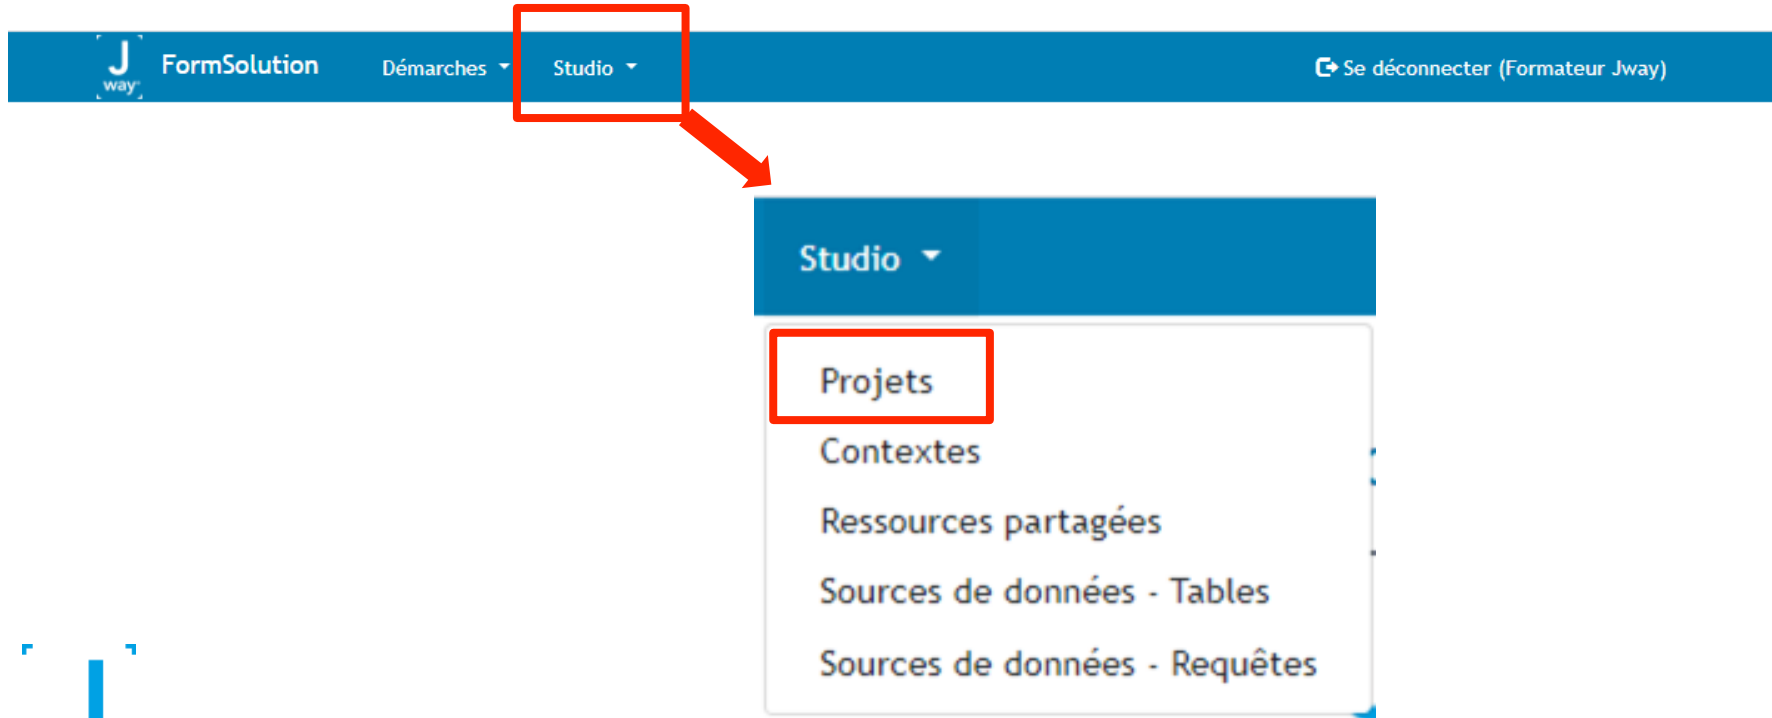 J
way
FormSolution
Démarches
Studio
Se déconnecter (Formateur Jway)
Studio
Projets
Contextes
Ressources partagées
Sources de données - Tables
Sources de données - Requêtes